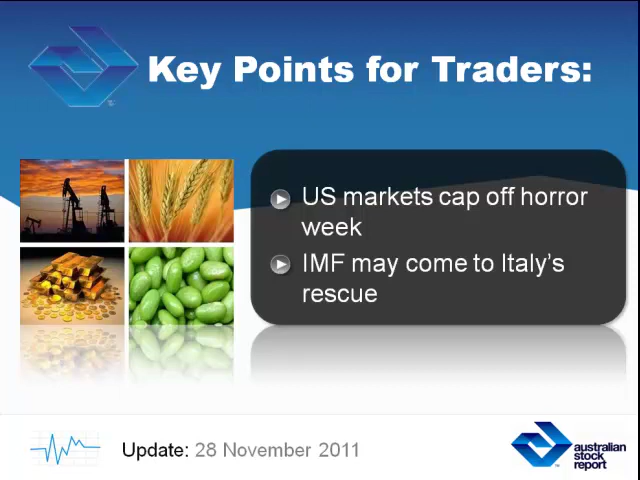 Key Points for Traders:
US markets cap off horror
week
IMF may come to Italy's
rescue
Update: 28 November 2011
australian
stock
report